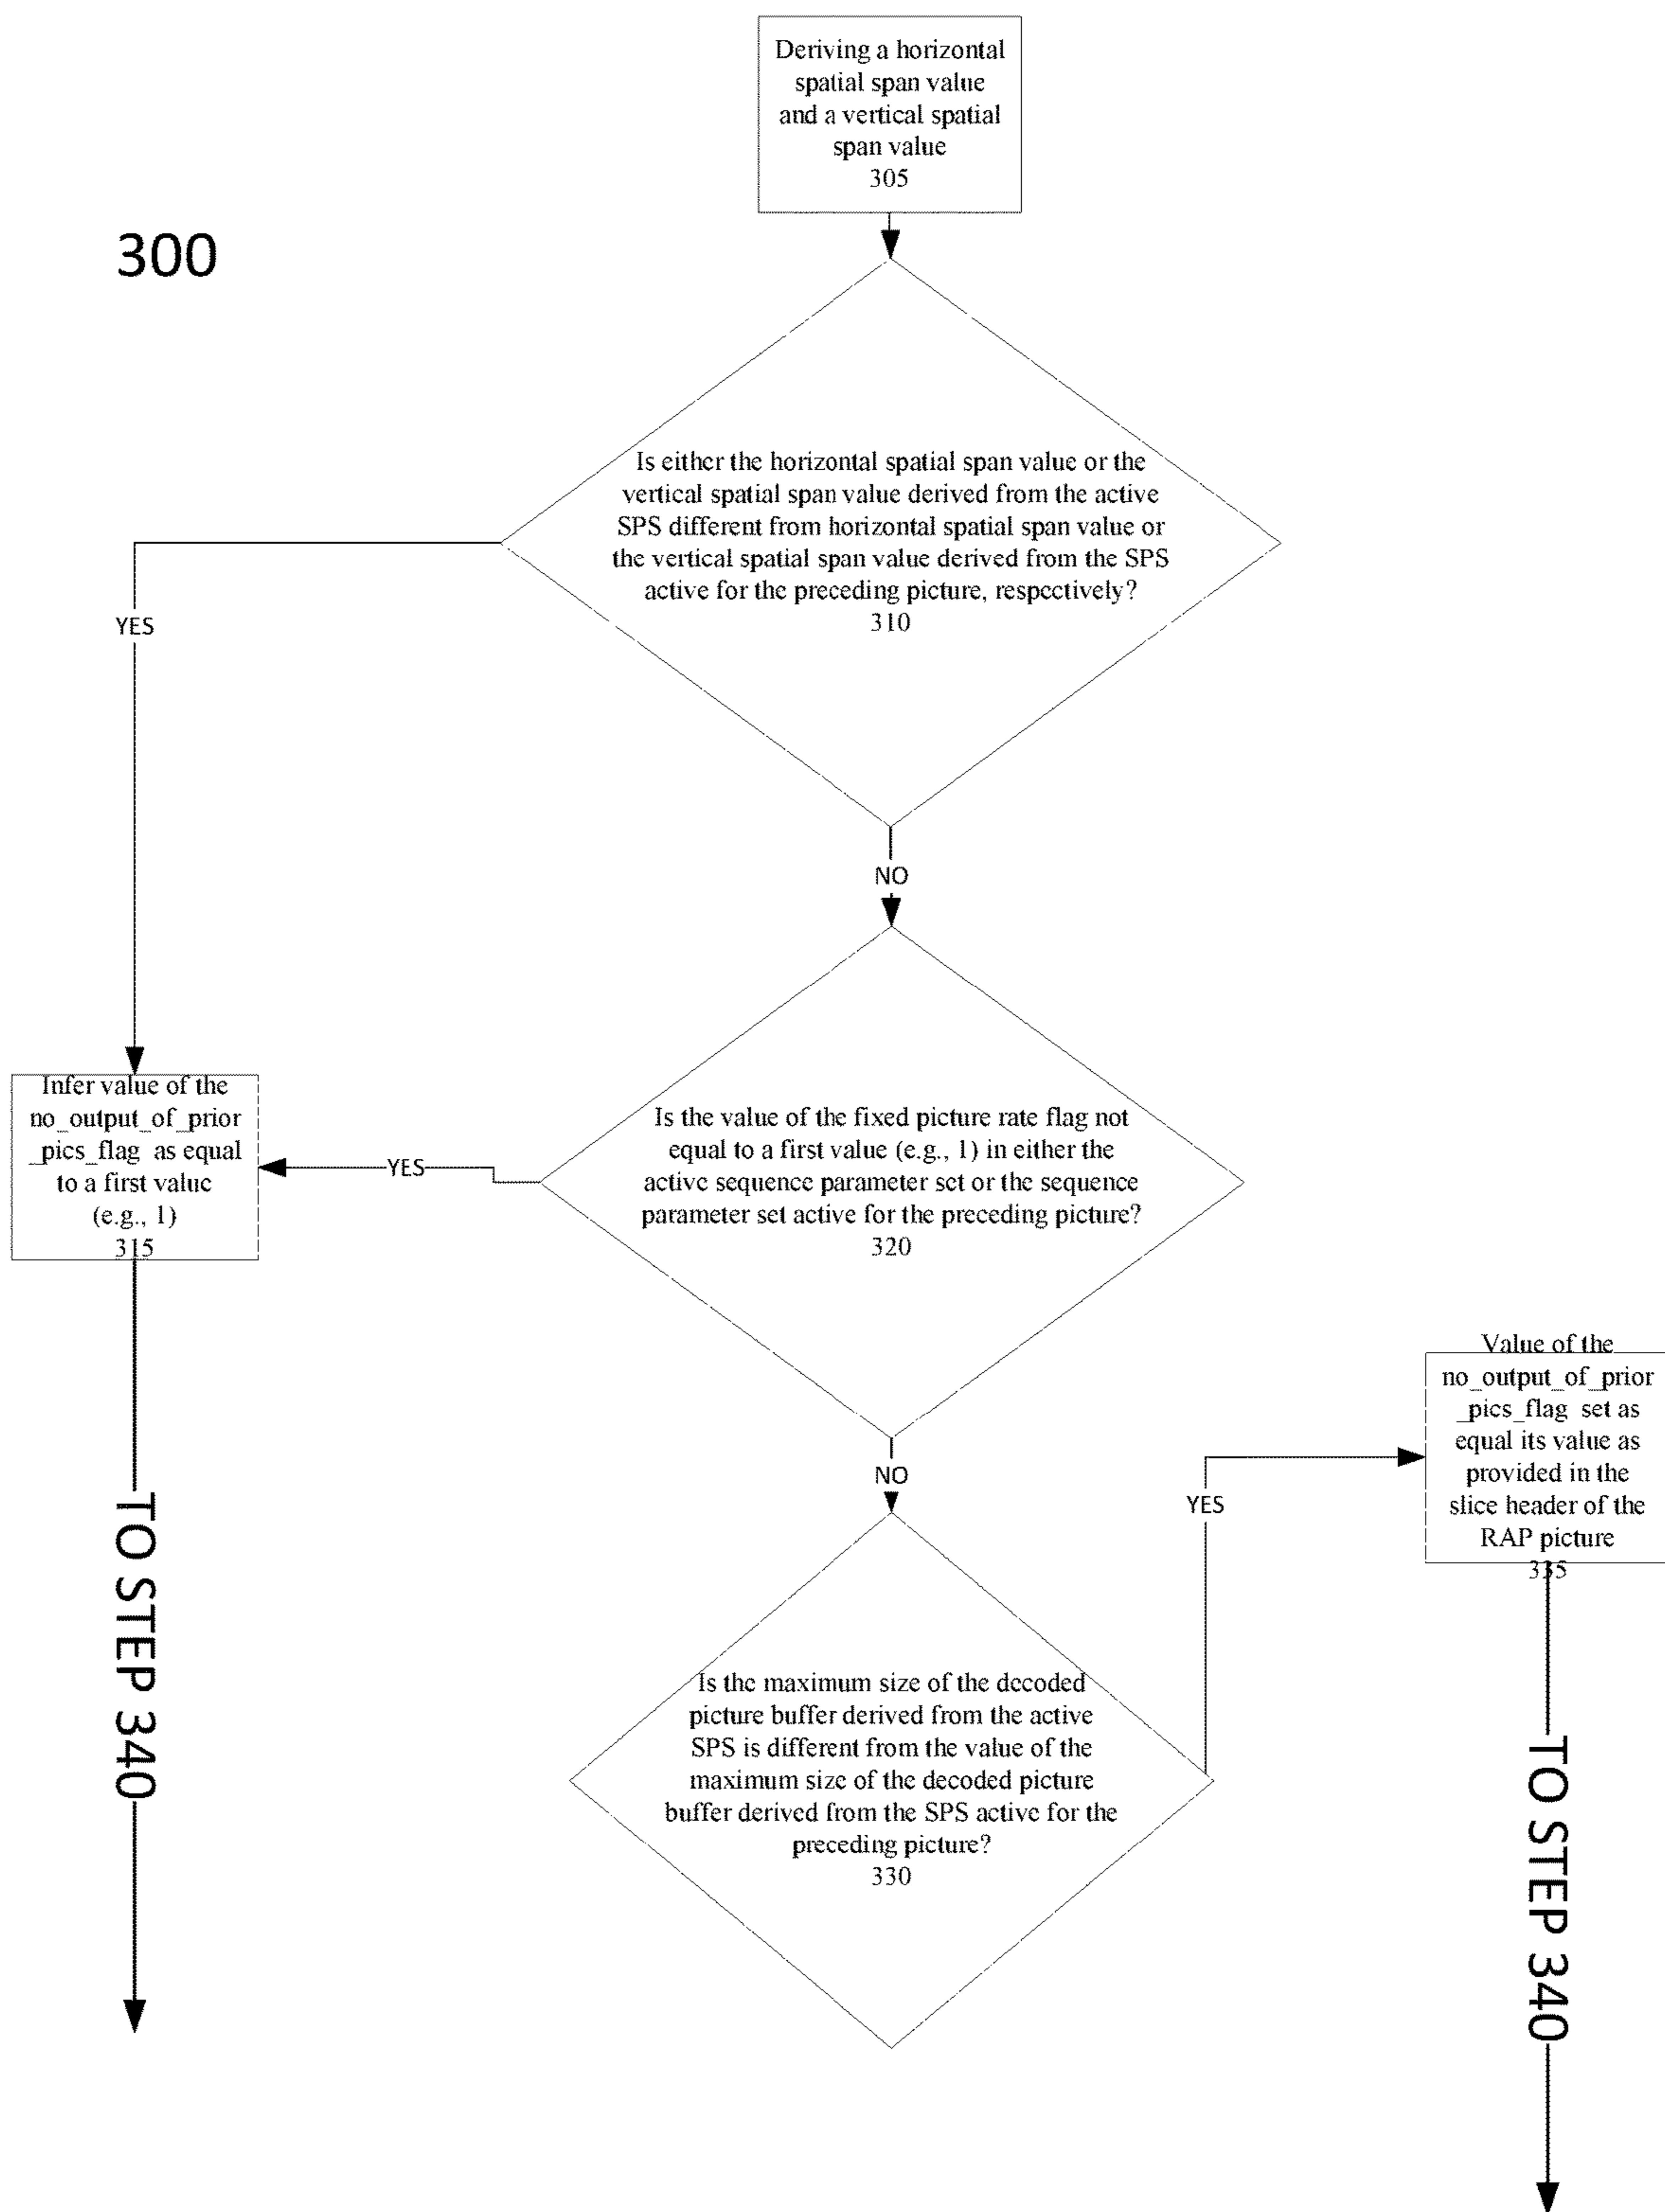 Deriving a horizontal
spatial span value
and a vertical spatial
span value
305
300
Is either the horizontal spatial span value or the
vertical spatial span value derived from the active
SPS different from horizontal spatial span value or
the vertical spatial span value derived from the SPS
active for the preceding picture, respectively?
310
YES
NO
Infer value of the
no_output_of_prior
_pics_flag as equal
to a first value
(e.g., 1)
315
YES
Is the value of the fixed picture rate flag not
equal to a first value (e.g., 1) in either the
active sequence parameter set or the sequence
parameter set active for the preceding picture?
320
NO
YES
Value of the
no_output_of_prior
_pics_flag set as
equal its value as
provided in the
slice header of the
RAP picture
335
TO STEP 340
Is the maximum size of the decoded
picture buffer derived from the active
SPS is different from the value of the
maximum size of the decoded picture
buffer derived from the SPS active for the
preceding picture?
330
TO STEP 340